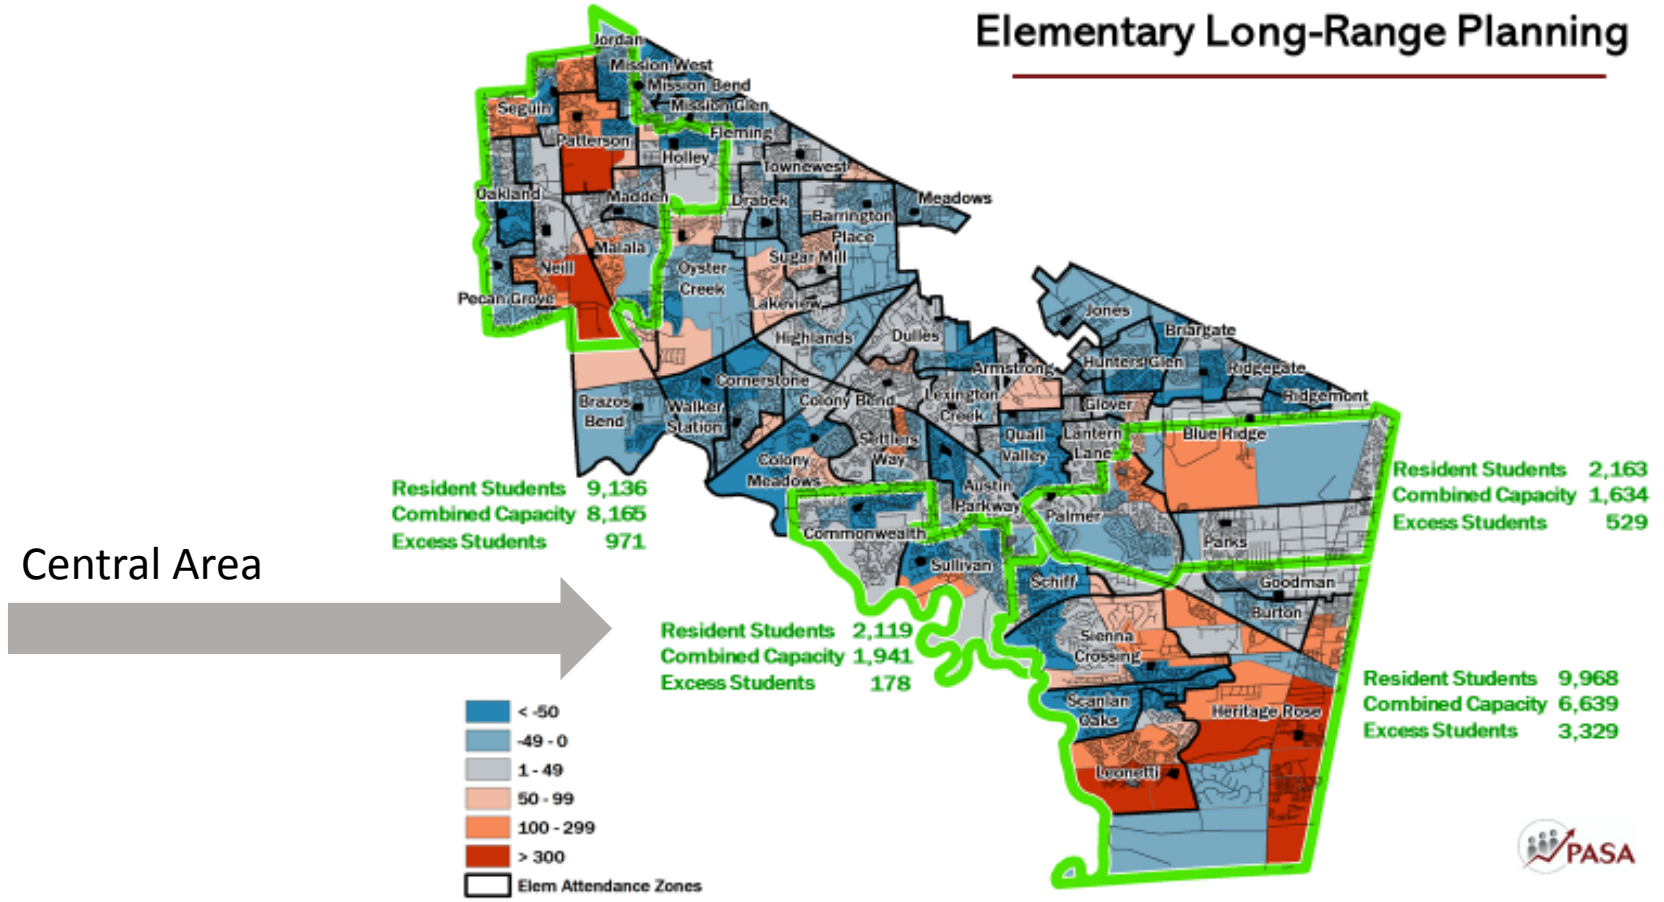 Elementary Long-Range Planning
Jordan
Mission West
Mission Bend
Mission Glen
Seguin
Fleming
Patterson
Holley
Townewest
Oakland
Madden
Drabek
Meadows
Barrington
Place
Malala
Sugar Mill
Neill
Oyster
Creek
Pecan Grove
Lakeview
Jones
Highlands
Dulles
Briargate
Armstrong
Hunters Glen
Ridgegate
Cornerstone
Brazos
Bend
Walker
Station
Colony Bend
Lexington
Creek
Glover
Ridgemont
Settlers
Way
Quail
Valley
Lantern
Lane
Blue Ridge
Colony
Meadows
Austin
Parkway
Palmer
Commonwealth
Parks
Sullivan
Schiff
Goodman
Burton
Sienna
Crossing
Scanlan
Oaks
Heritage Rose
Leonetti
Resident Students 9,136
Combined Capacity 8,165
Excess Students 971
Resident Students 2,163
Combined Capacity 1,634
Excess Students 529
Central Area
Resident Students 2,119
Combined Capacity 1,941
Excess Students 178
Resident Students 9,968
Combined Capacity 6,639
Excess Students 3,329
< -50
-49 - 0
1 - 49
50 - 99
100 - 299
> 300
Elem Attendance Zones
PASA